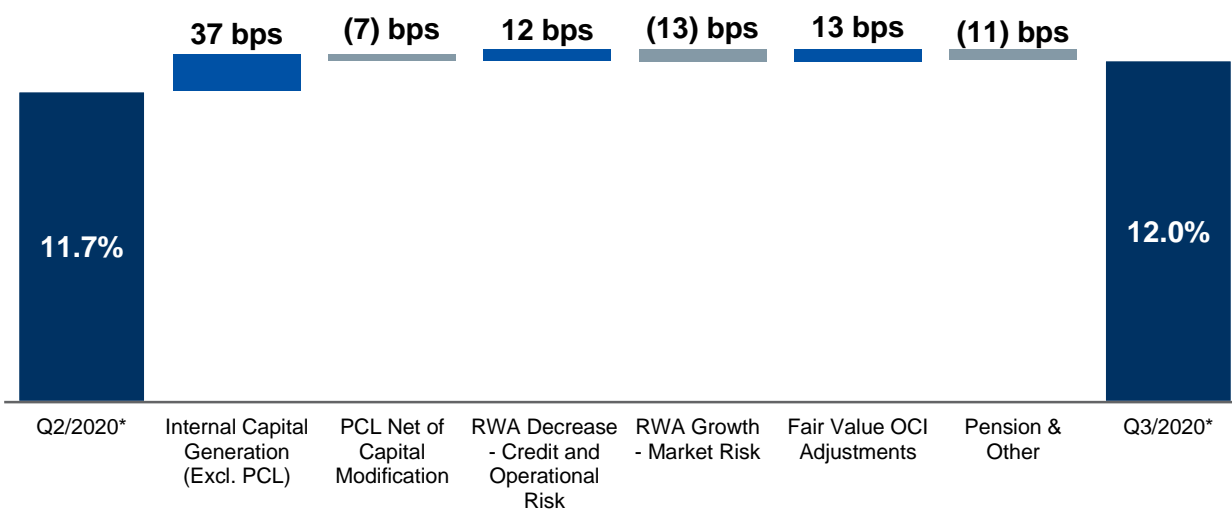 37 bps
(7) bps
12 bps
(13) bps
13 bps
(11) bps
11.7%
12.0%
Q2/2020*
Internal Capital
Generation
(Excl. PCL)
PCL Net of
Capital
Modification
RWA Decrease
- Credit and
Operational
Risk
RWA Growth
- Market Risk
Fair Value OCI
Adjustments
Pension &
Other
Q3/2020*